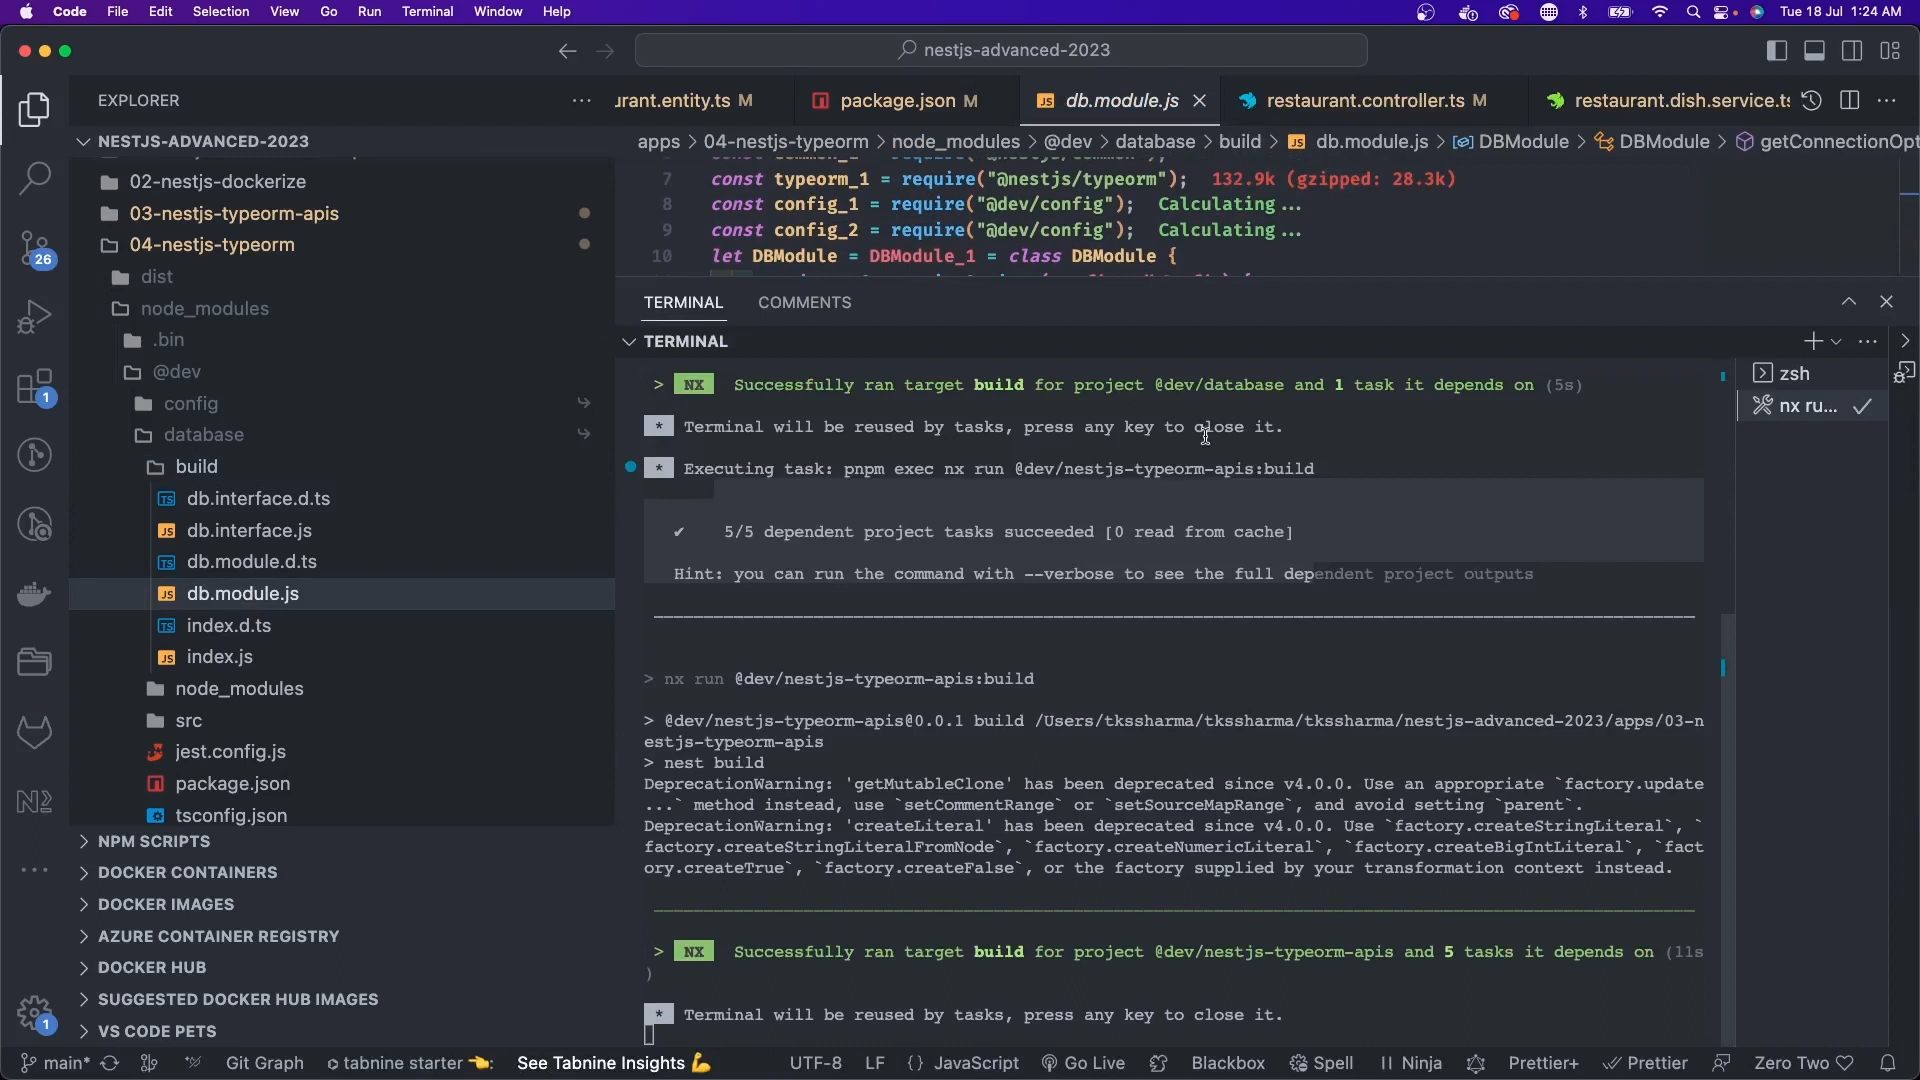 Code File Edit Selection View Go Run Terminal Window Help Tue 18 Jul 1:24 AM
nestjs-advanced-2023
EXPLORER
urant.entity.ts M package.json M db.module.js restaurant.controller.ts M restaurant.dish.service.ts
NESTJS-ADVANCED-2023
apps > 04-nestjs-typeorm > node_modules > @dev > database > build > JS db.module.js > DBModule > DBModule > getConnectionOpt
02-nestjs-dockerize
03-nestjs-typeorm-apis
04-nestjs-typeorm
dist
node_modules
.bin
@dev
config
database
build
TS db.interface.d.ts
JS db.interface.js
TS db.module.d.ts
JS db.module.js
TS index.d.ts
JS index.js
node_modules
src
jest.config.js
package.json
tsconfig.json
NPM SCRIPTS
DOCKER CONTAINERS
DOCKER IMAGES
AZURE CONTAINER REGISTRY
DOCKER HUB
SUGGESTED DOCKER HUB IMAGES
VS CODE PETS
26
1
1
7 const typeorm_1 = require("@nestjs/typeorm"); 132.9k (gzipped: 28.3k)
8 const config_1 = require("@dev/config"); Calculating...
9 const config_2 = require("@dev/config"); Calculating...
10 let DBModule = DBModule_1 = class DBModule {
TERMINAL COMMENTS
TERMINAL
zsh
nx ru...
> NX Successfully ran target build for project @dev/database and 1 task it depends on (5s)
* Terminal will be reused by tasks, press any key to close it.
* Executing task: pnpm exec nx run @dev/nestjs-typeorm-apis:build
✔ 5/5 dependent project tasks succeeded [0 read from cache]
Hint: you can run the command with --verbose to see the full dependent project outputs
> nx run @dev/nestjs-typeorm-apis:build
> @dev/nestjs-typeorm-apis@0.0.1 build /Users/tkssharma/tkssharma/tkssharma/nestjs-advanced-2023/apps/03-n
estjs-typeorm-apis
> nest build
DeprecationWarning: 'getMutableClone' has been deprecated since v4.0.0. Use an appropriate `factory.update
...` method instead, use `setCommentRange` or `setSourceMapRange`, and avoid setting `parent`.
DeprecationWarning: 'createLiteral' has been deprecated since v4.0.0. Use `factory.createStringLiteral`, `
factory.createStringLiteralFromNode`, `factory.createNumericLiteral`, `factory.createBigIntLiteral`, `fact
ory.createTrue`, `factory.createFalse`, or the factory supplied by your transformation context instead.
> NX Successfully ran target build for project @dev/nestjs-typeorm-apis and 5 tasks it depends on (11s
)
* Terminal will be reused by tasks, press any key to close it.
main* Git Graph tabnine starter See Tabnine Insights UTF-8 LF {} JavaScript Go Live Blackbox Spell Ninja Prettier+ Prettier Zero Two